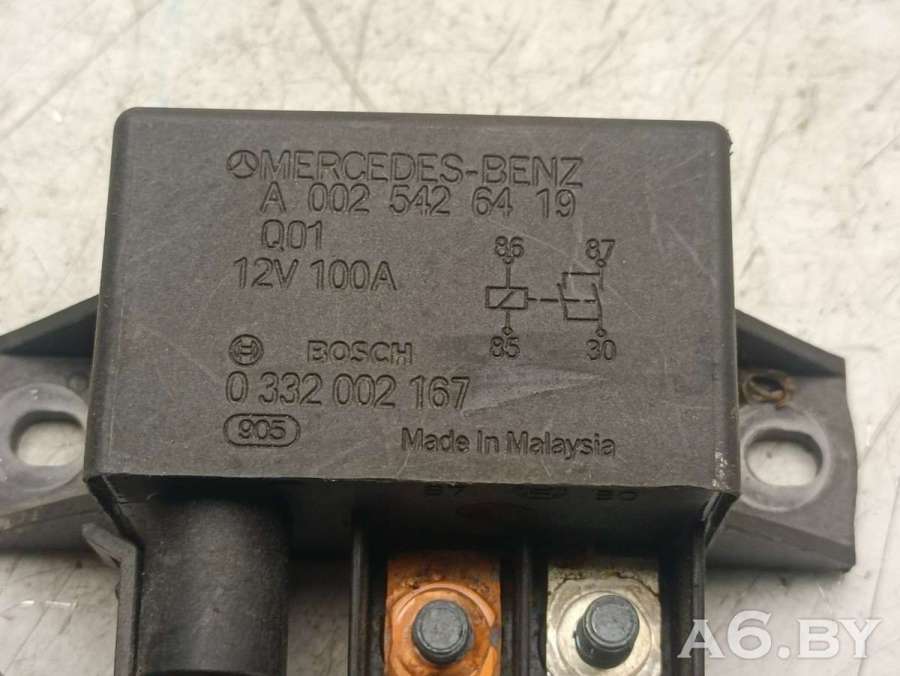 MERCEDES-BENZ
A 002 542 64 19
Q01
12V 100A
86 87
85 30
BOSCH
0 332 002 167
905
Made In Malaysia
A6.BY